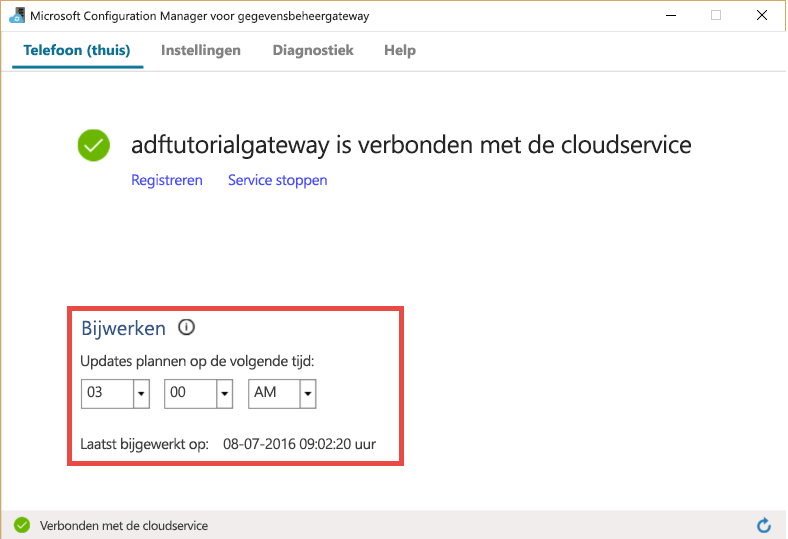 Microsoft Configuration Manager voor gegevensbeheergateway
Telefoon (thuis) Instellingen Diagnostiek Help
adftutorialgateway is verbonden met de cloudservice
Registreren Service stoppen
Bijwerken
Updates plannen op de volgende tijd:
03 00 AM
Laatst bijgewerkt op: 08-07-2016 09:02:20 uur
Verbonden met de cloudservice